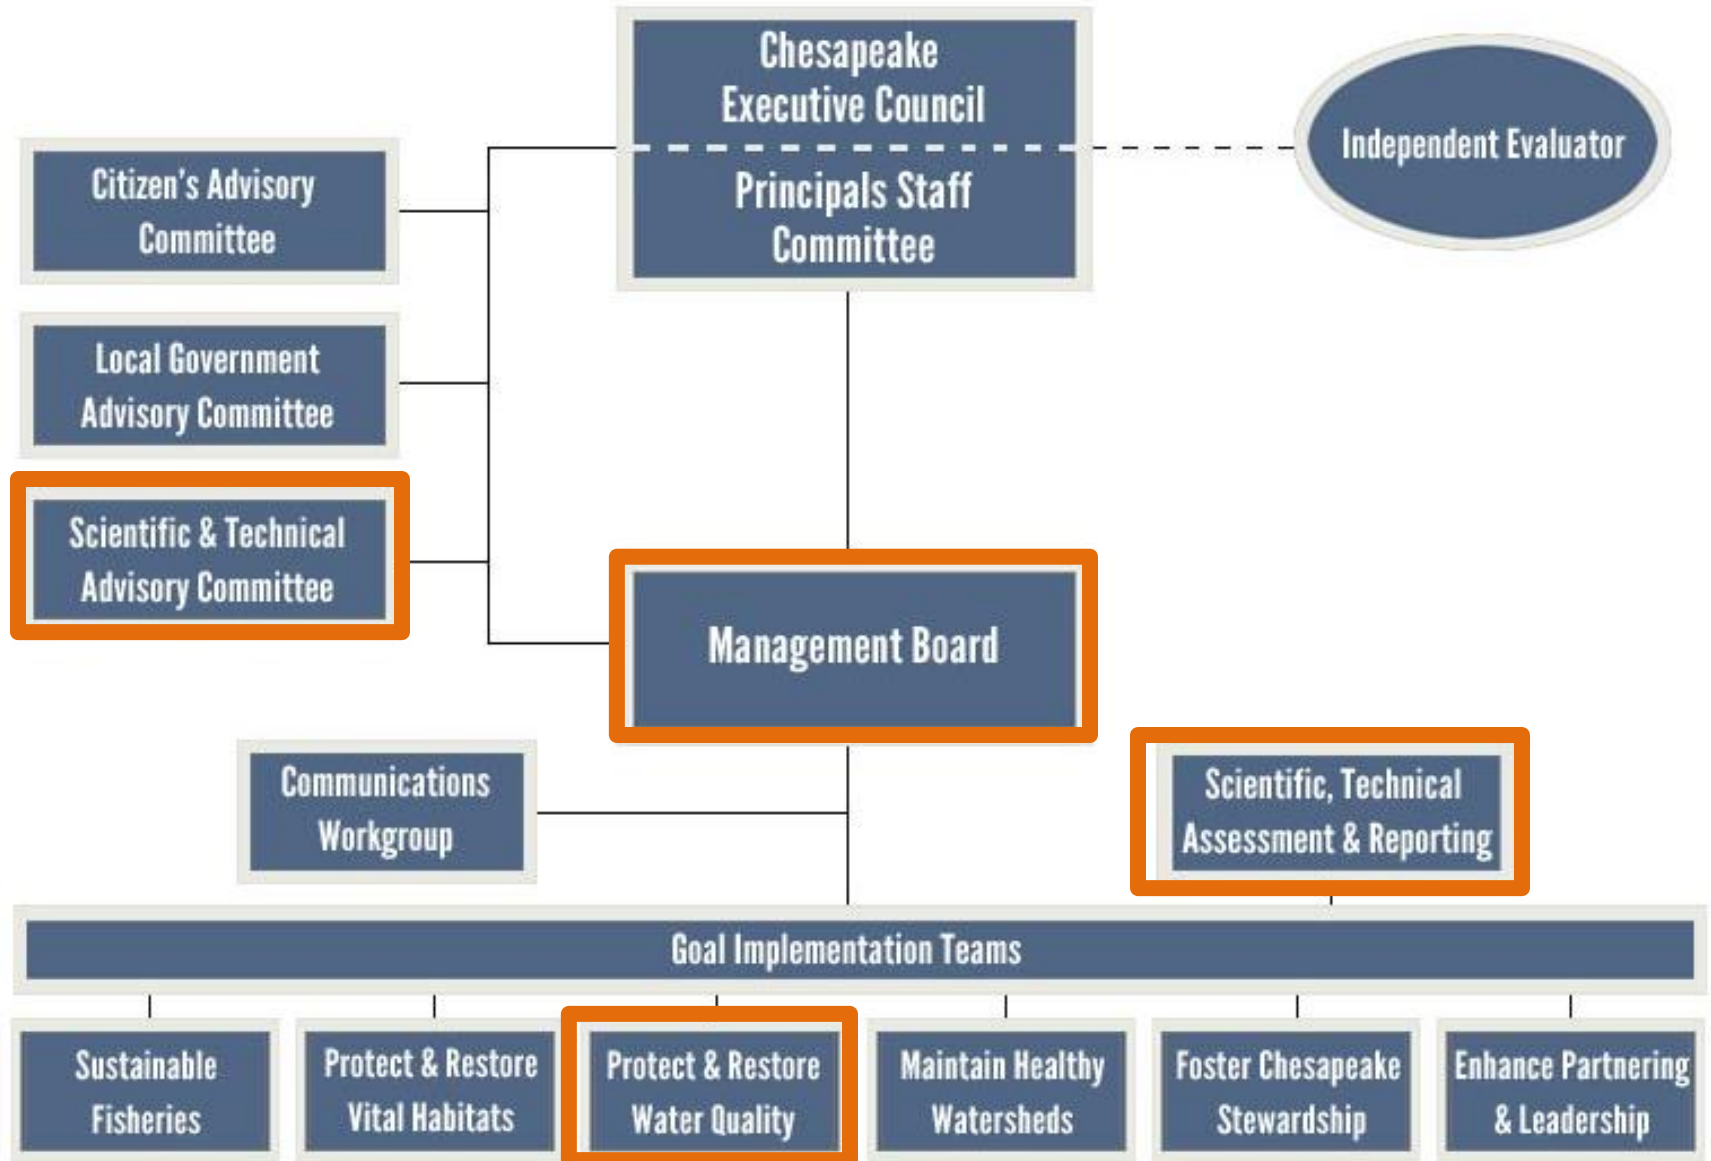 Chesapeake
Executive Council
Principals Staff
Committee
Independent Evaluator
Citizen's Advisory
Committee
Local Government
Advisory Committee
Scientific & Technical
Advisory Committee
Management Board
Communications
Workgroup
Scientific, Technical
Assessment & Reporting
Goal Implementation Teams
Sustainable
Fisheries
Protect & Restore
Vital Habitats
Protect & Restore
Water Quality
Maintain Healthy
Watersheds
Foster Chesapeake
Stewardship
Enhance Partnering
& Leadership